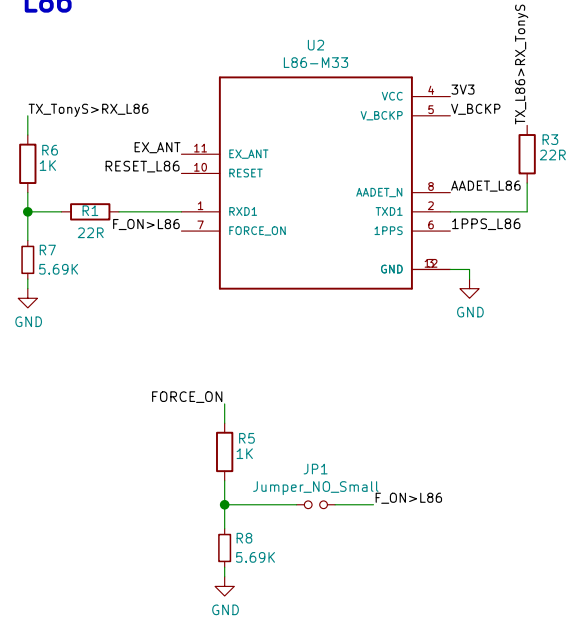 L86
U2
L86-M33
TX_TonyS>RX_L86
R6
1K
R1
22R
R7
5.69K
GND
EX_ANT
RESET_L86
F_ON>L86
11
10
1
7
EX_ANT
RESET
RXD1
FORCE_ON
VCC
V_BCKP
AADET_N
TXD1
1PPS
GND
4
5
8
2
6
12
3V3
V_BCKP
AADET_L86
1PPS_L86
GND
TX_L86>RX_TonyS
R3
22R
FORCE_ON
R5
1K
JP1
Jumper_NO_Small
F_ON>L86
R8
5.69K
GND